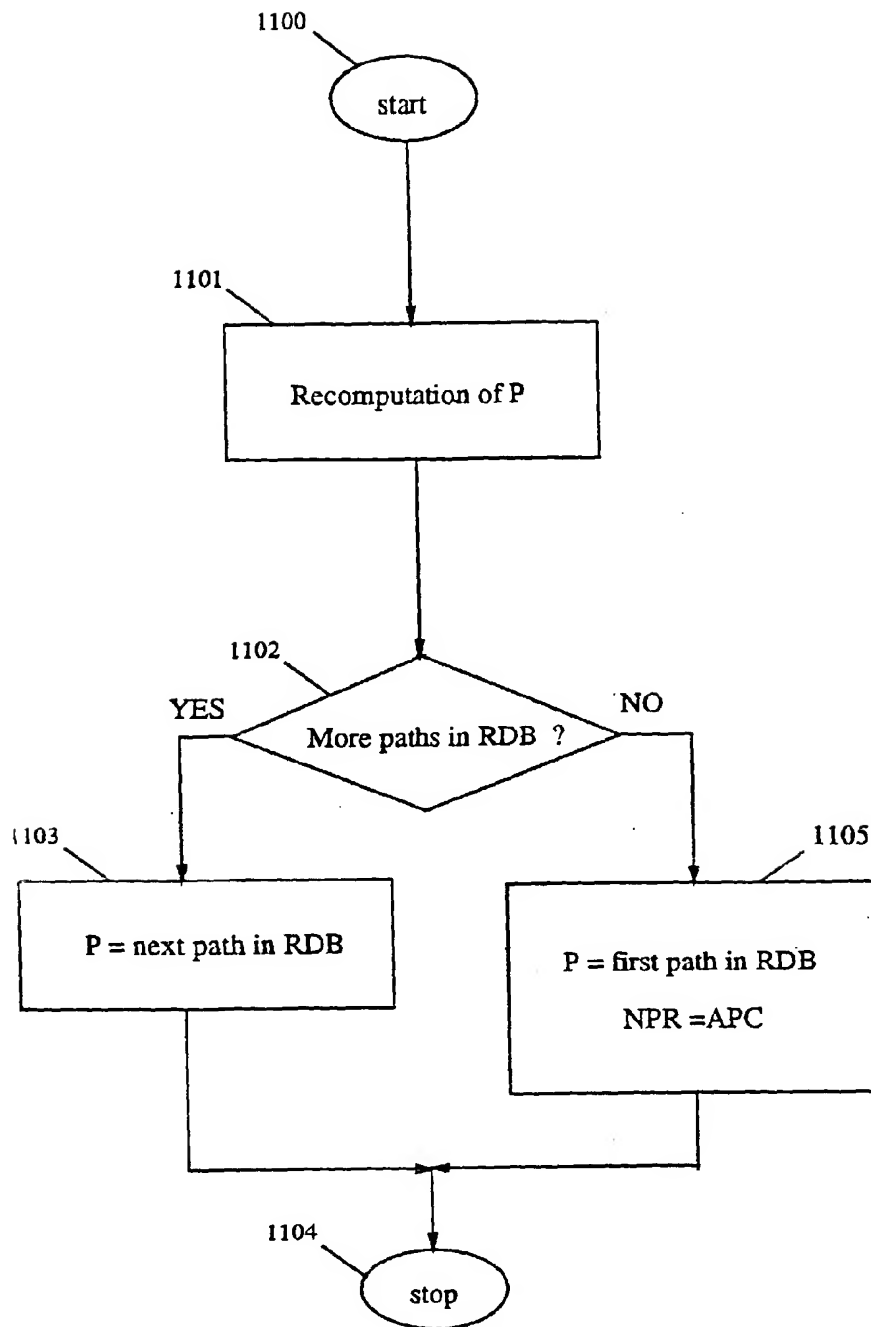 1100
start
1101
Recomputation of P
1102
YES
NO
More paths in RDB ?
1103
1105
P = next path in RDB
P = first path in RDB
NPR =APC
1104
stop